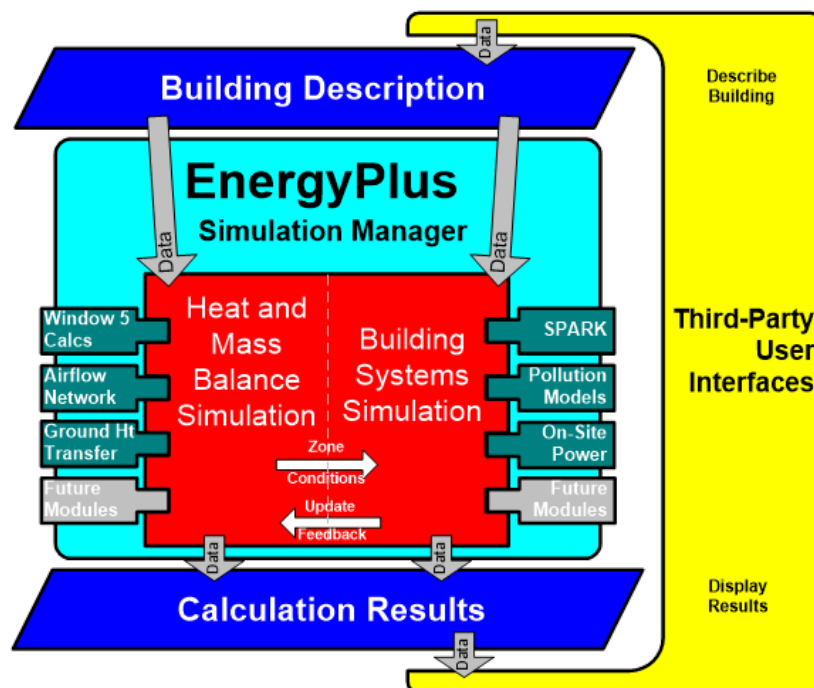 Data
Building Description
Describe
Building
EnergyPlus
Simulation Manager
Data
Data
Heat and
Mass
Balance
Simulation
Building
Systems
Simulation
Window 5
Calcs
Airflow
Network
Ground Ht
Transfer
Future
Modules
SPARK
Pollution
Models
On-Site
Power
Future
Modules
Third-Party
User
Interfaces
Zone
Conditions
Update
Feedback
Data
Data
Calculation Results
Display
Results
Data